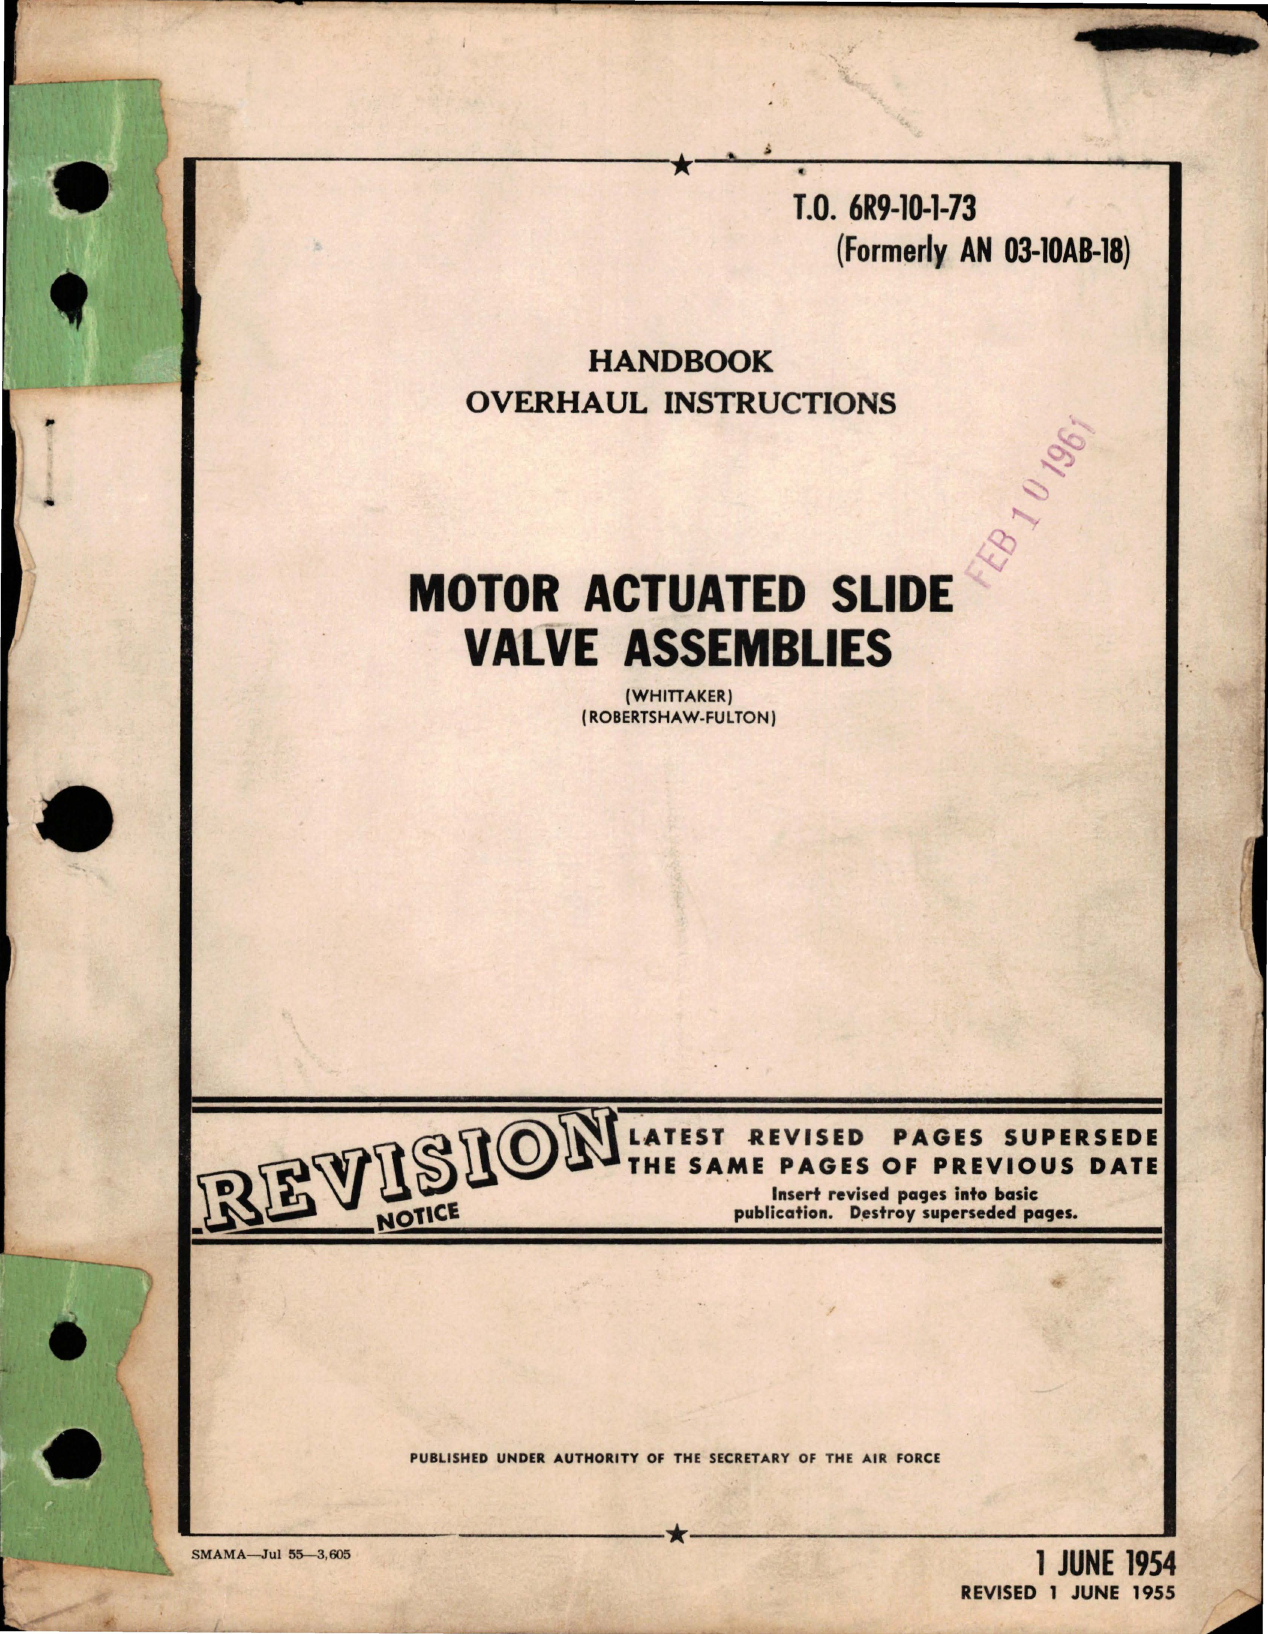 T.O. 6R9-10-1-73
(Formerly AN 03-10AB-18)
HANDBOOK
OVERHAUL INSTRUCTIONS
FEB 10 1961
MOTOR ACTUATED SLIDE
VALVE ASSEMBLIES
(WHITTAKER)
(ROBERTSHAW-FULTON)
REVISION
NOTICE
LATEST REVISED PAGES SUPERSEDE
THE SAME PAGES OF PREVIOUS DATE
Insert revised pages into basic
publication. Destroy superseded pages.
PUBLISHED UNDER AUTHORITY OF THE SECRETARY OF THE AIR FORCE
SMAMA—Jul 55—3,605
1 JUNE 1954
REVISED 1 JUNE 1955